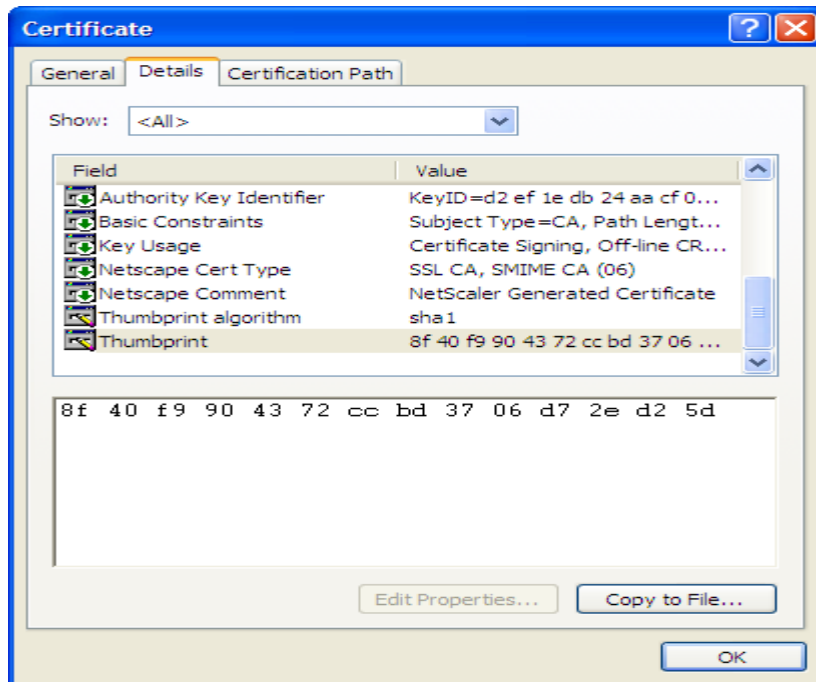 Certificate
General Details Certification Path
Show: <All>
Field Value
Authority Key Identifier KeyID=d2 ef 1e db 24 aa cf 0...
Basic Constraints Subject Type=CA, Path Lengt...
Key Usage Certificate Signing, Off-line CR...
Netscape Cert Type SSL CA, SMIME CA (06)
Netscape Comment NetScaler Generated Certificate
Thumbprint algorithm sha1
Thumbprint 8f 40 f9 90 43 72 cc bd 37 06 ...
8f 40 f9 90 43 72 cc bd 37 06 d7 2e d2 5d
Edit Properties... Copy to File...
OK